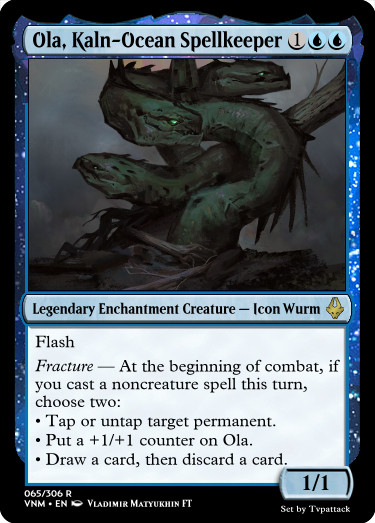 Ola, Kaln-Ocean Spellkeeper 1
Legendary Enchantment Creature — Icon Wurm
Flash
Fracture — At the beginning of combat, if
you cast a noncreature spell this turn,
choose two:
• Tap or untap target permanent.
• Put a +1/+1 counter on Ola.
• Draw a card, then discard a card.
1/1
065/306 R
VNM • EN Vladimir Matyukhin FT
Set by Tvpattack